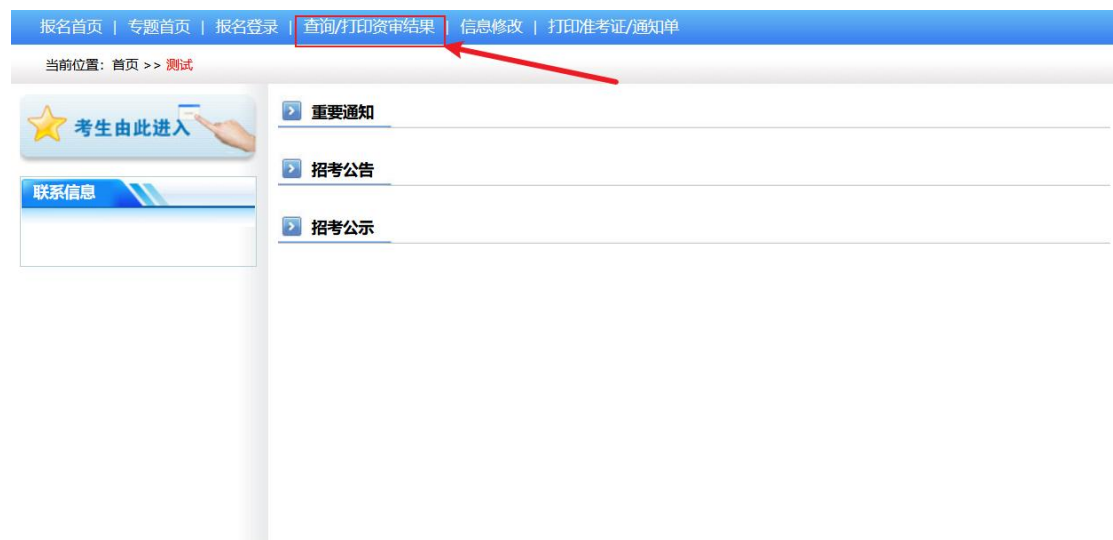 报名首页 | 专题首页 | 报名登录 | 查询/打印资审结果 | 信息修改 | 打印准考证/通知单
当前位置：首页 >> 测试
考生由此进入
重要通知
招考公告
联系信息
招考公示